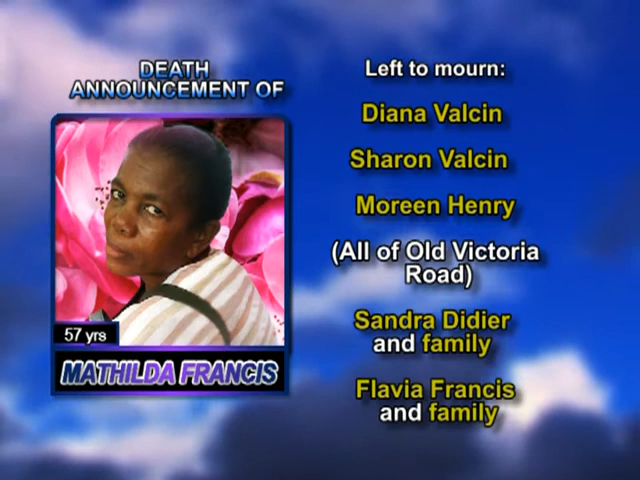 DEATH
ANNOUNCEMENT OF
57 yrs
MATHILDA FRANCIS
Left to mourn:
Diana Valcin
Sharon Valcin
Moreen Henry
(All of Old Victoria
Road)
Sandra Didier
and family
Flavia Francis
and family